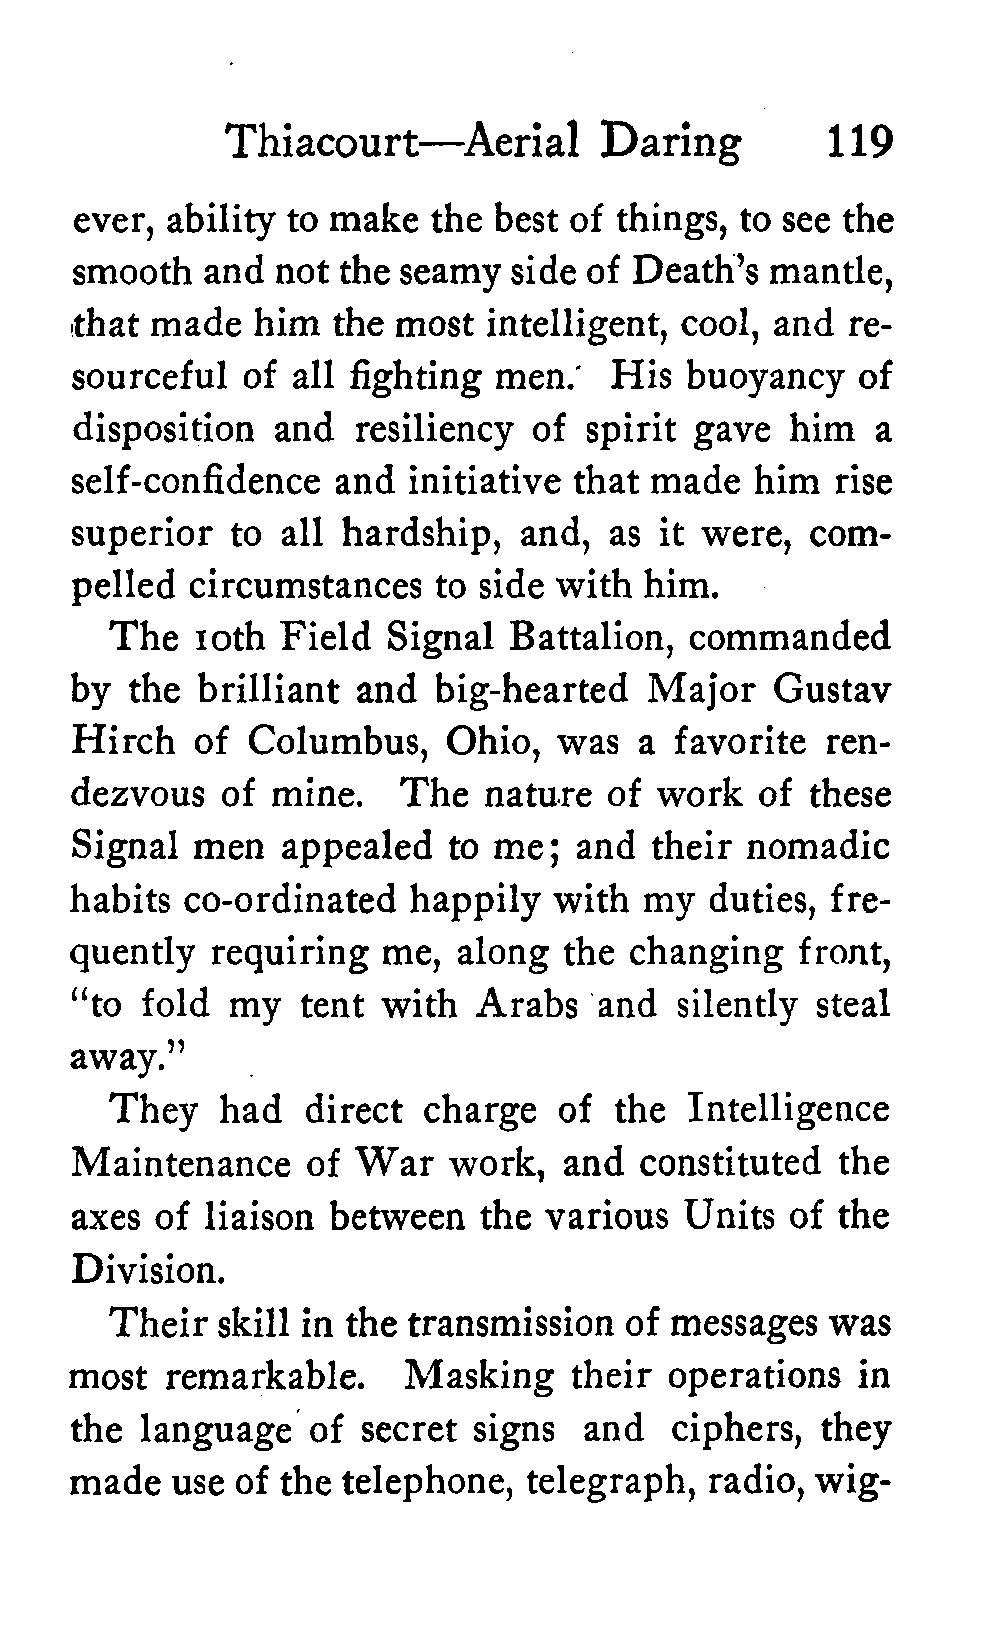 Thiacourt—Aerial Daring 119
ever, ability to make the best of things, to see the
smooth and not the seamy side of Death's mantle,
that made him the most intelligent, cool, and re-
sourceful of all fighting men. His buoyancy of
disposition and resiliency of spirit gave him a
self-confidence and initiative that made him rise
superior to all hardship, and, as it were, com-
pelled circumstances to side with him.
The 10th Field Signal Battalion, commanded
by the brilliant and big-hearted Major Gustav
Hirch of Columbus, Ohio, was a favorite ren-
dezvous of mine. The nature of work of these
Signal men appealed to me; and their nomadic
habits co-ordinated happily with my duties, fre-
quently requiring me, along the changing front,
"to fold my tent with Arabs and silently steal
away."
They had direct charge of the Intelligence
Maintenance of War work, and constituted the
axes of liaison between the various Units of the
Division.
Their skill in the transmission of messages was
most remarkable. Masking their operations in
the language of secret signs and ciphers, they
made use of the telephone, telegraph, radio, wig-